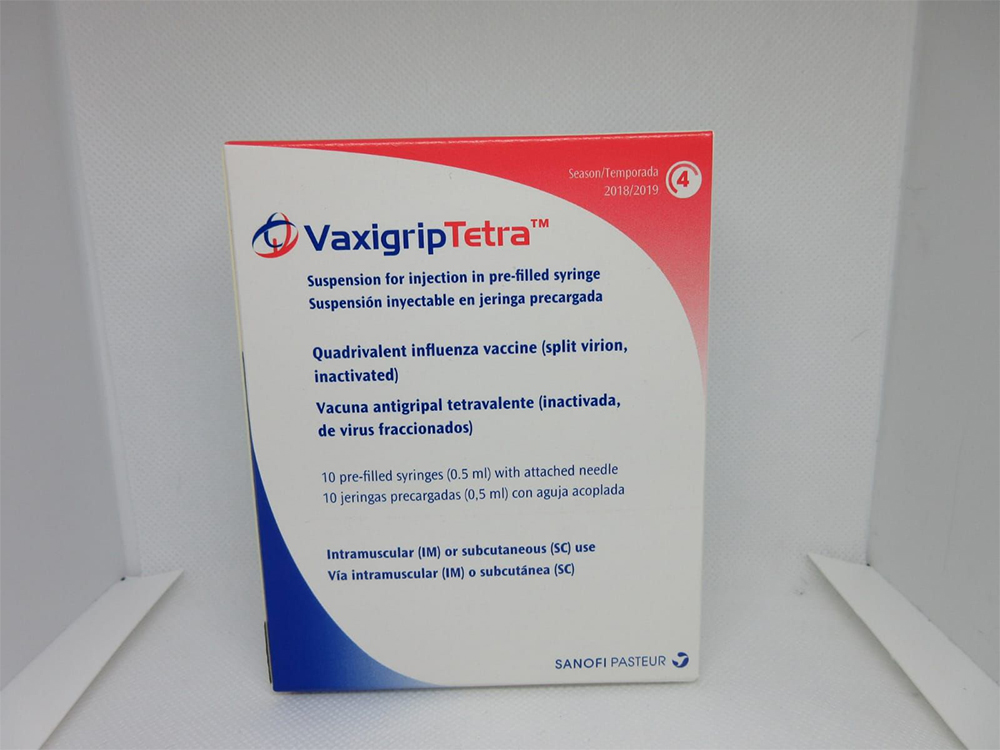 Season/Temporada
2018/2019
4
VaxigripTetra™
Suspension for injection in pre-filled syringe
Suspensión inyectable en jeringa precargada
Quadrivalent influenza vaccine (split virion,
inactivated)
Vacuna antigripal tetravalente (inactivada,
de virus fraccionados)
10 pre-filled syringes (0.5 ml) with attached needle
10 jeringas precargadas (0,5 ml) con aguja acoplada
Intramuscular (IM) or subcutaneous (SC) use
Vía intramuscular (IM) o subcutánea (SC)
SANOFI PASTEUR